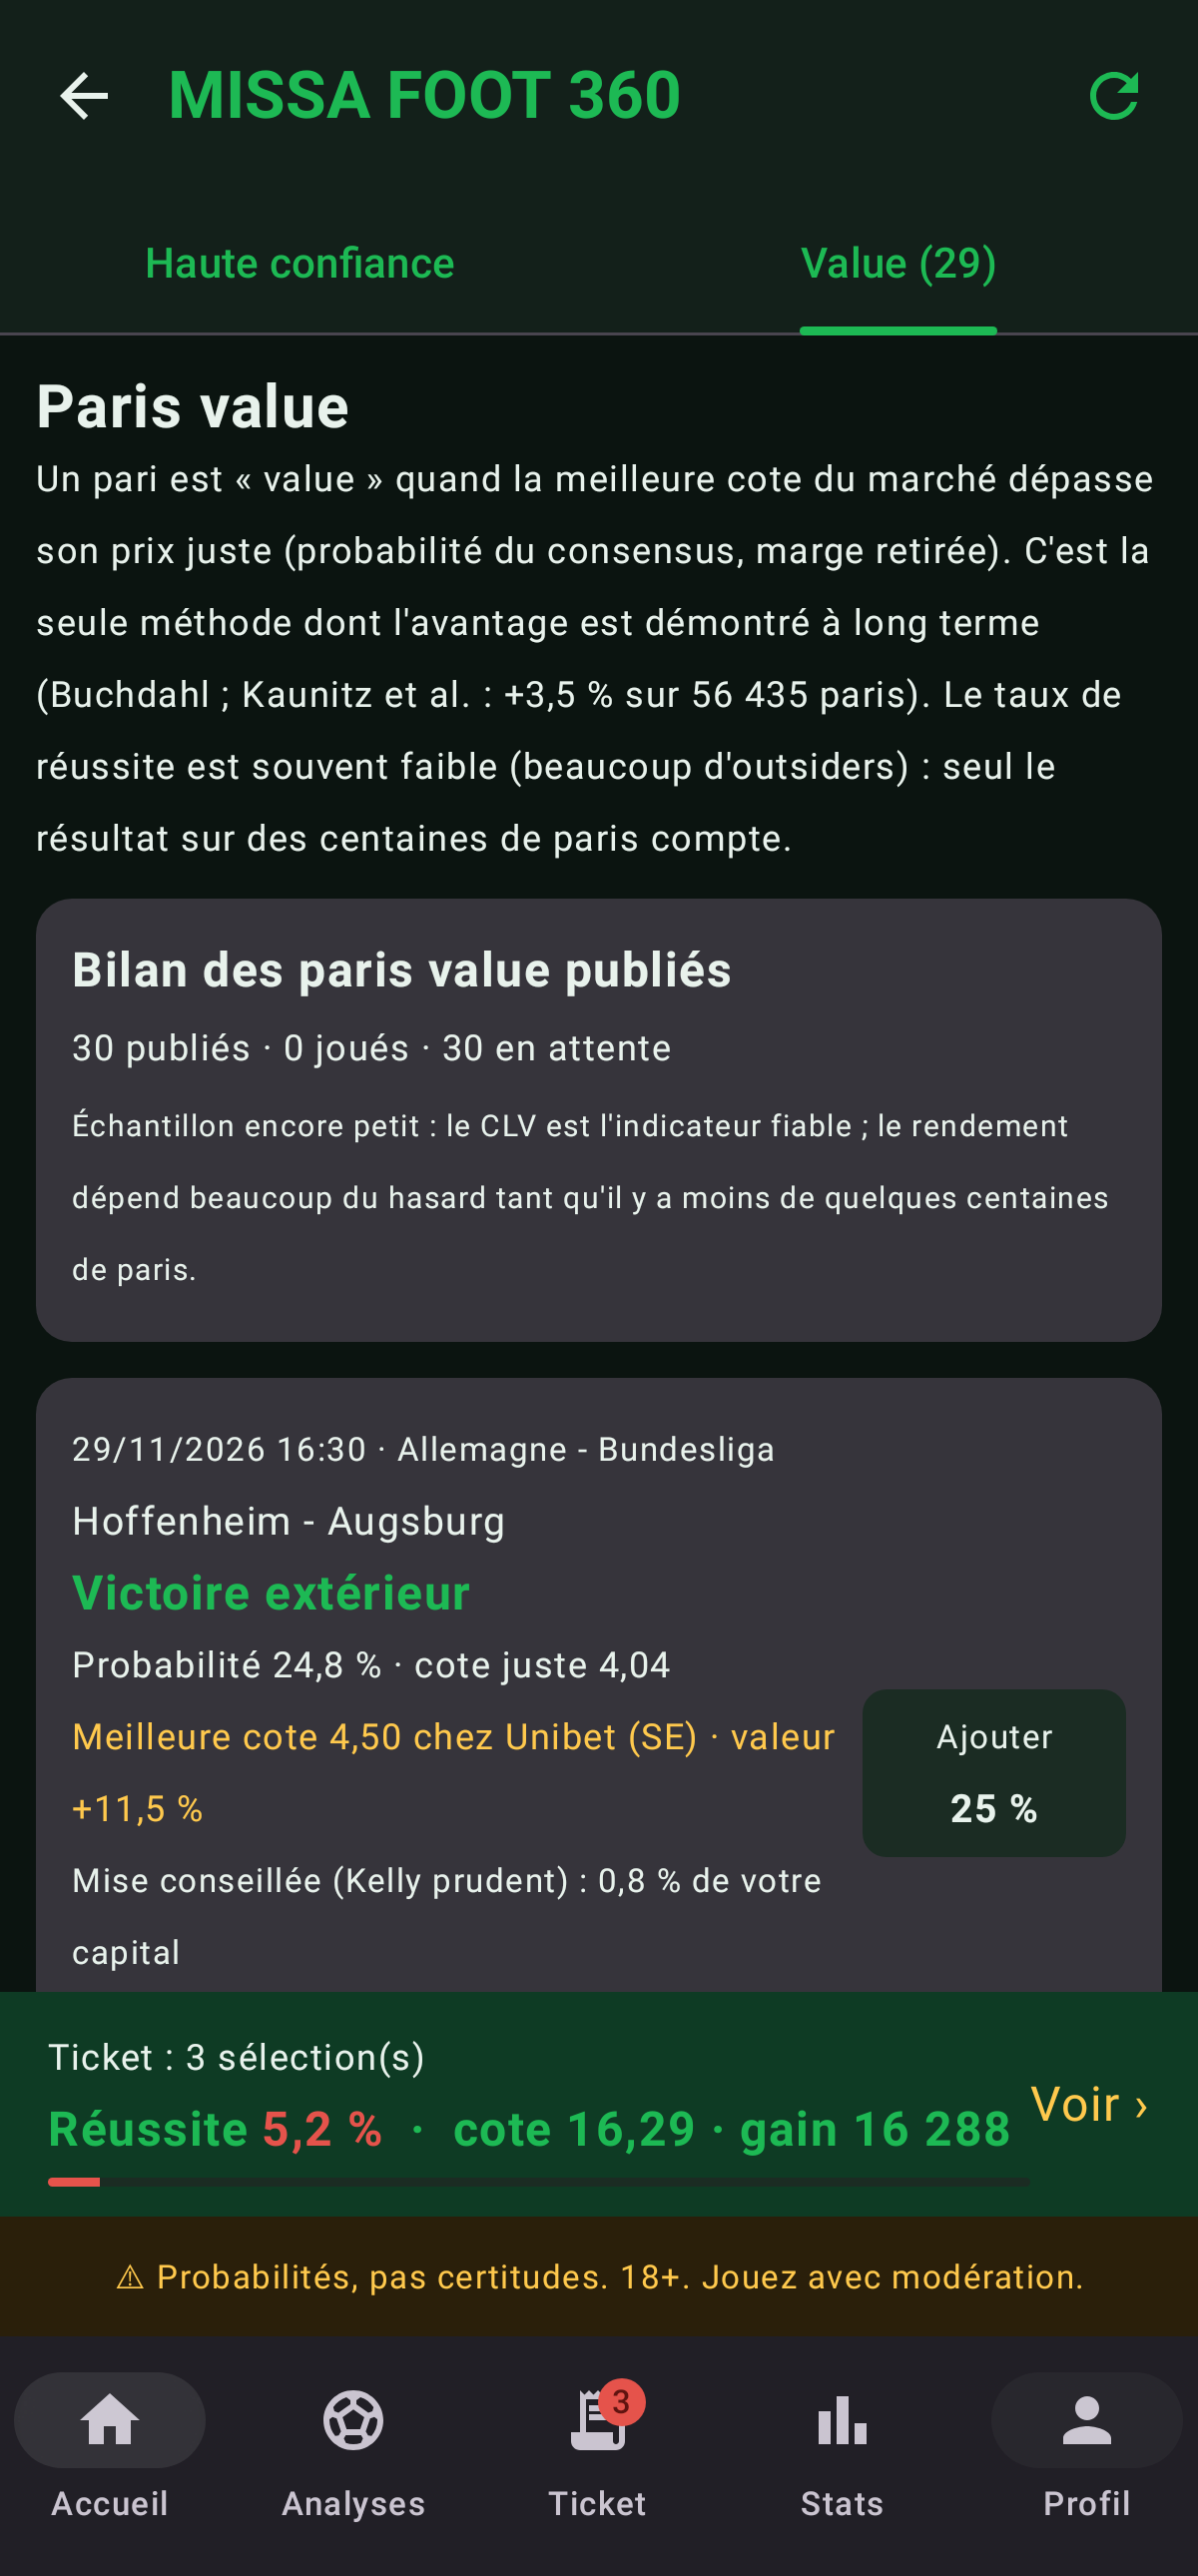 MISSA FOOT 360
Haute confiance
Value (29)
Paris value
Un pari est « value » quand la meilleure cote du marché dépasse
son prix juste (probabilité du consensus, marge retirée). C'est la
seule méthode dont l'avantage est démontré à long terme
(Buchdahl ; Kaunitz et al. : +3,5 % sur 56 435 paris). Le taux de
réussite est souvent faible (beaucoup d'outsiders) : seul le
résultat sur des centaines de paris compte.
Bilan des paris value publiés
30 publiés · 0 joués · 30 en attente
Échantillon encore petit : le CLV est l'indicateur fiable ; le rendement
dépend beaucoup du hasard tant qu'il y a moins de quelques centaines
de paris.
29/11/2026 16:30 · Allemagne - Bundesliga
Hoffenheim - Augsburg
Victoire extérieur
Probabilité 24,8 % · cote juste 4,04
Meilleure cote 4,50 chez Unibet (SE) · valeur
+11,5 %
Mise conseillée (Kelly prudent) : 0,8 % de votre
capital
Ajouter
25 %
Ticket : 3 sélection(s)
Réussite 5,2 % · cote 16,29 · gain 16 288
Voir ›
⚠ Probabilités, pas certitudes. 18+. Jouez avec modération.
3
Accueil
Analyses
Ticket
Stats
Profil